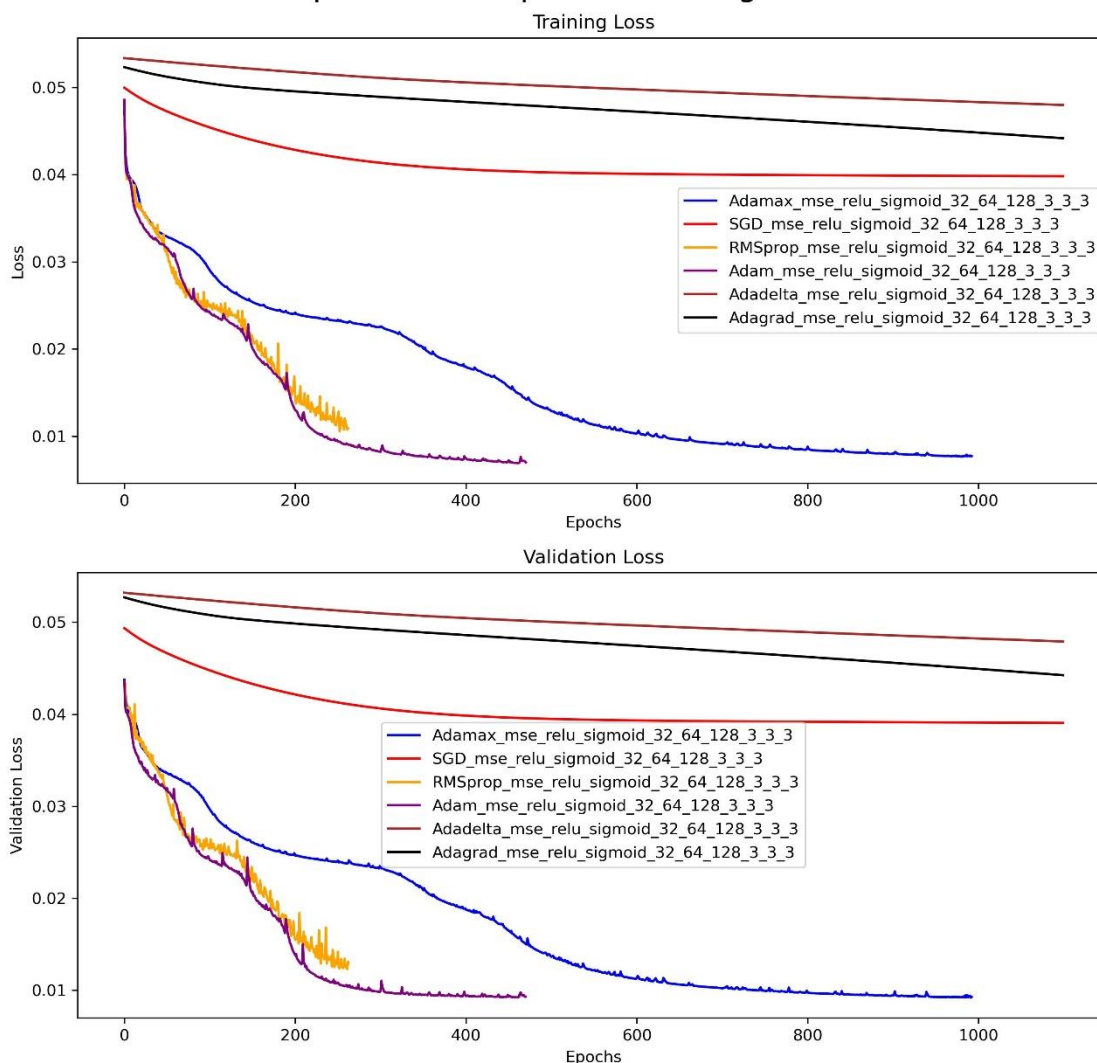 Training Loss
0.05
0.04
0.03
0.02
0.01
Loss
Adamax_mse_relu_sigmoid_32_64_128_3_3_3
SGD_mse_relu_sigmoid_32_64_128_3_3_3
RMSprop_mse_relu_sigmoid_32_64_128_3_3_3
Adam_mse_relu_sigmoid_32_64_128_3_3_3
Adadelta_mse_relu_sigmoid_32_64_128_3_3_3
Adagrad_mse_relu_sigmoid_32_64_128_3_3_3
0 200 400 600 800 1000
Epochs
Validation Loss
0.05
0.04
0.03
0.02
0.01
Validation Loss
Adamax_mse_relu_sigmoid_32_64_128_3_3_3
SGD_mse_relu_sigmoid_32_64_128_3_3_3
RMSprop_mse_relu_sigmoid_32_64_128_3_3_3
Adam_mse_relu_sigmoid_32_64_128_3_3_3
Adadelta_mse_relu_sigmoid_32_64_128_3_3_3
Adagrad_mse_relu_sigmoid_32_64_128_3_3_3
0 200 400 600 800 1000
Epochs